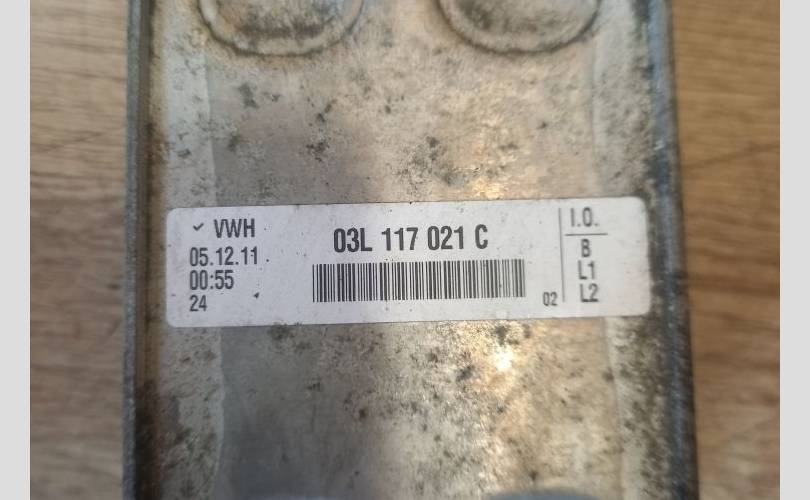 ✓ VWH
05.12.11
00:55
24
03L 117 021 C
02
I.O.
B
L1
L2